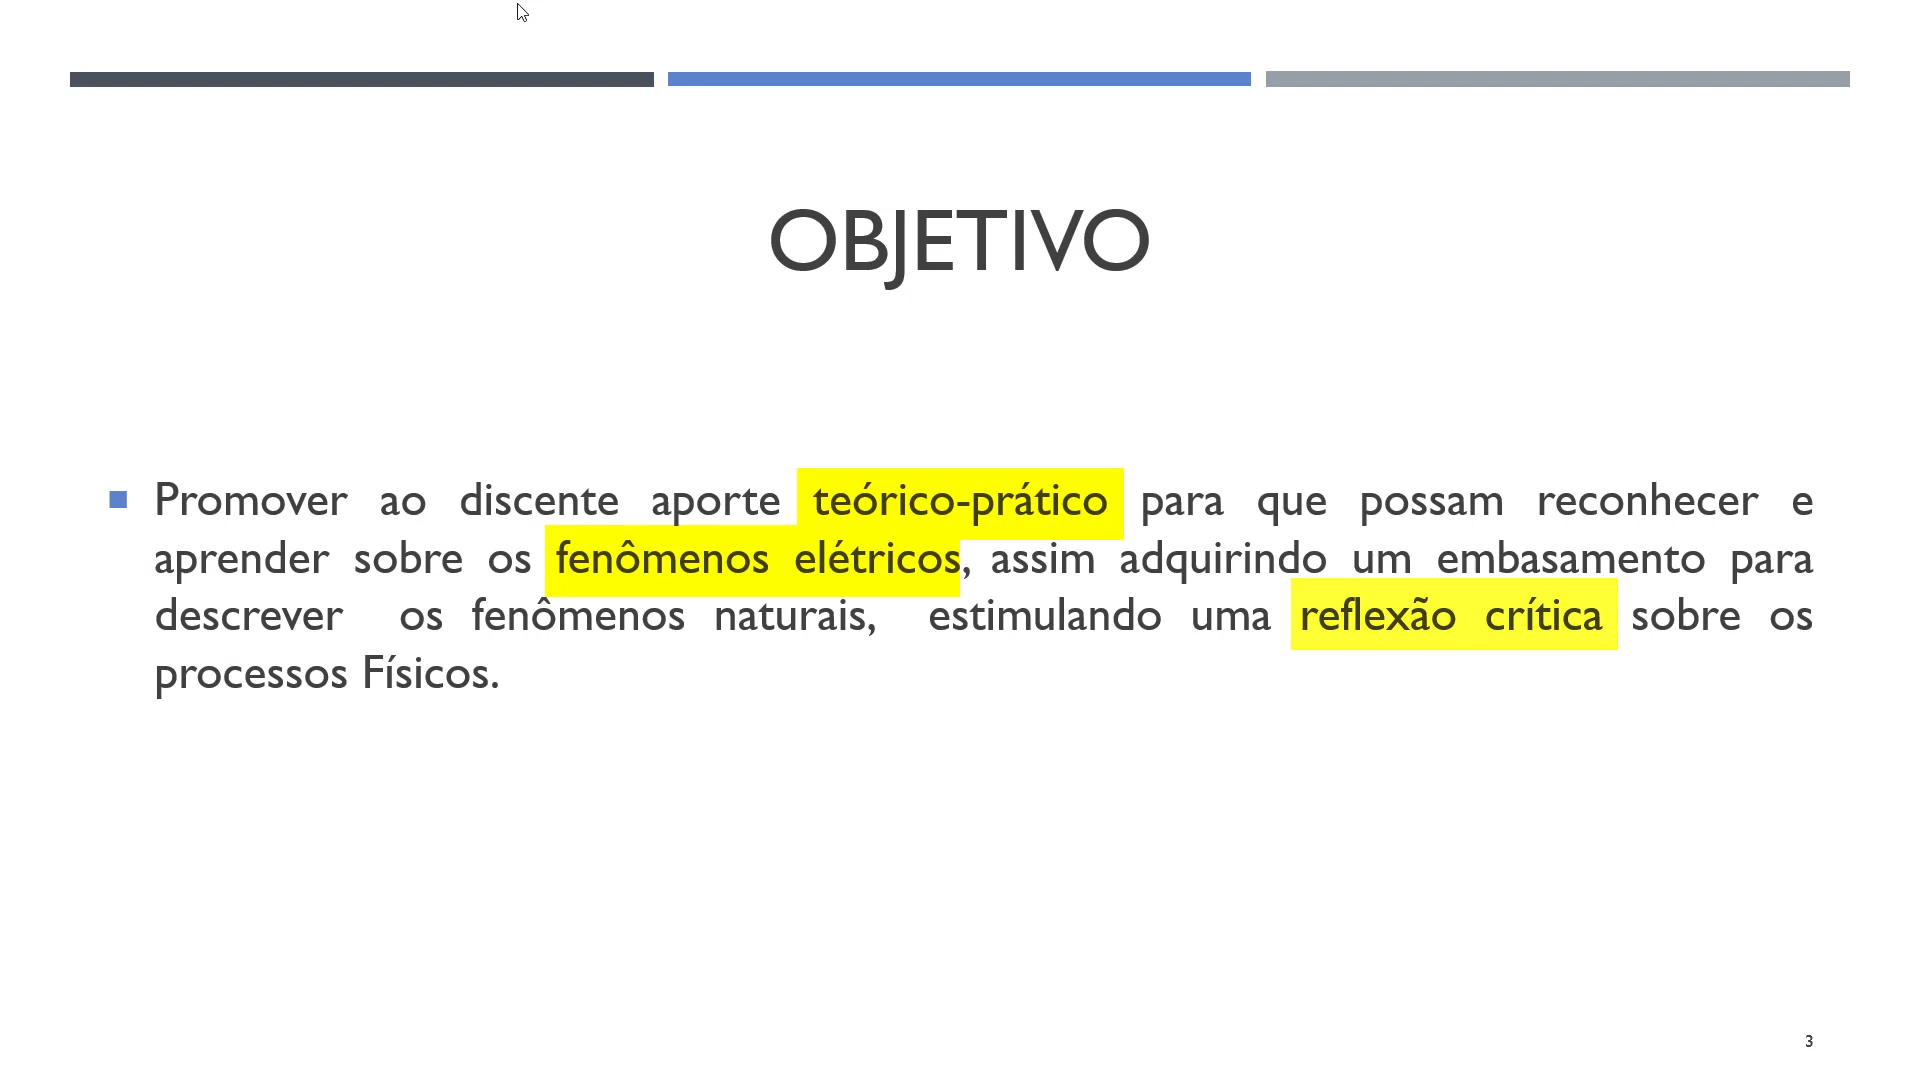 OBJETIVO
Promover ao discente aporte teórico-prático para que possam reconhecer e
aprender sobre os fenômenos elétricos, assim adquirindo um embasamento para
descrever os fenômenos naturais, estimulando uma reflexão crítica sobre os
processos Físicos.
3